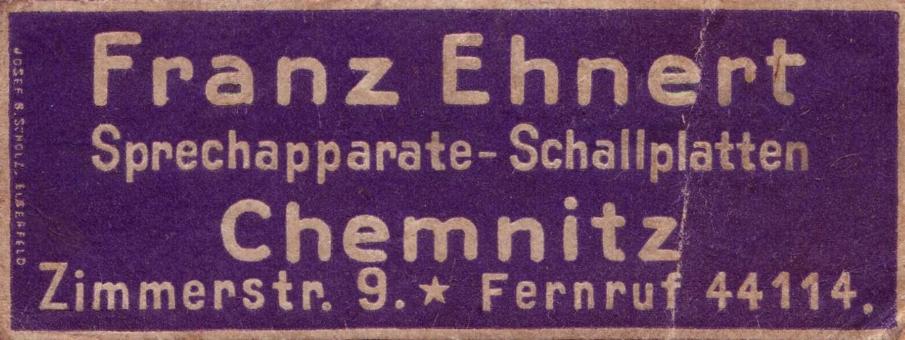 Franz Ehnert
Sprechapparate-Schallplatten
Chemnitz
Zimmerstr. 9. ★ Fernruf 44114.
JOSEF B. SCHOLZ, ELBERFELD